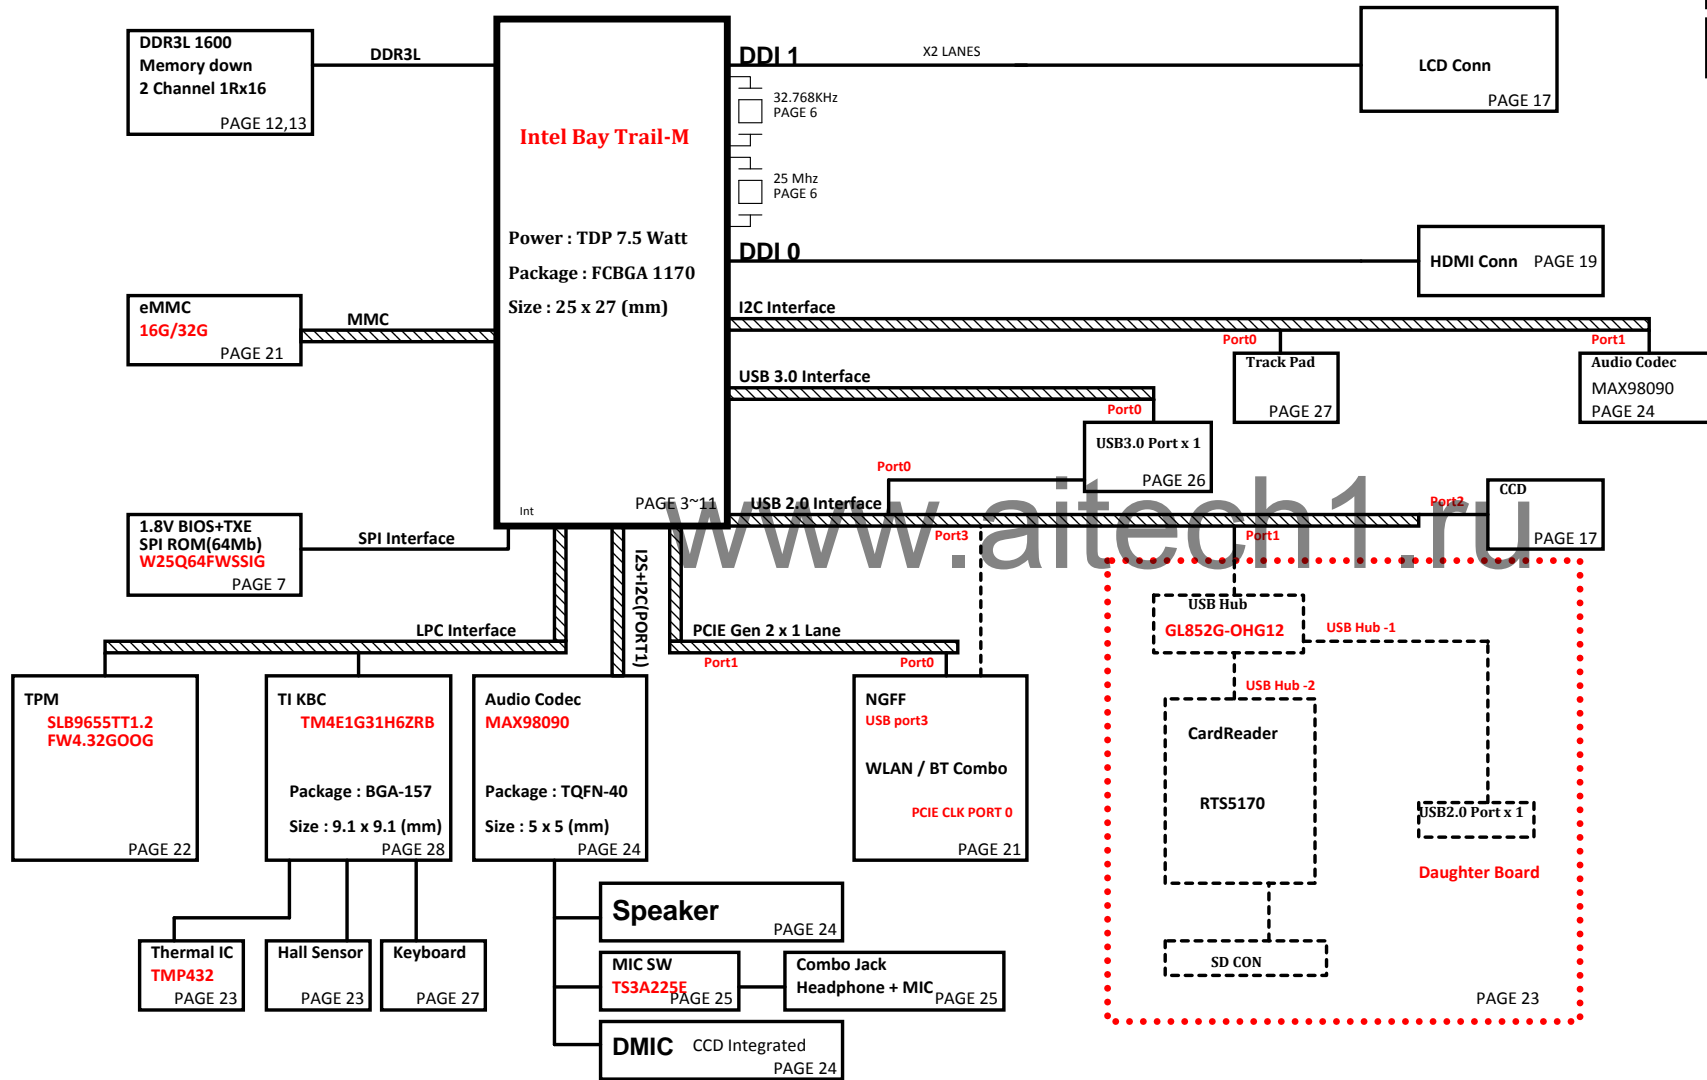 DDR3L 1600
Memory down
2 Channel 1Rx16
PAGE 12,13
DDR3L
Intel Bay Trail-M
Power : TDP 7.5 Watt
Package : FCBGA 1170
Size : 25 x 27 (mm)
PAGE 3~11
Int
DDI 1
X2 LANES
LCD Conn
PAGE 17
32.768KHz
PAGE 6
25 Mhz
PAGE 6
DDI 0
HDMI Conn PAGE 19
eMMC
16G/32G
PAGE 21
MMC
I2C Interface
Port0
Track Pad
PAGE 27
Port1
Audio Codec
MAX98090
PAGE 24
USB 3.0 Interface
Port0
USB3.0 Port x 1
PAGE 26
Port0
USB 2.0 Interface
Port2
CCD
PAGE 17
Port3
Port1
www.aitech1.ru
1.8V BIOS+TXE
SPI ROM(64Mb)
W25Q64FWSSIG
PAGE 7
SPI Interface
LPC Interface
I2S+I2C(PORT1)
PCIE Gen 2 x 1 Lane
Port1
Port0
TPM
SLB9655TT1.2
FW4.32GOOG
PAGE 22
TI KBC
TM4E1G31H6ZRB
Package : BGA-157
Size : 9.1 x 9.1 (mm)
PAGE 28
Audio Codec
MAX98090
Package : TQFN-40
Size : 5 x 5 (mm)
PAGE 24
NGFF
USB port3
WLAN / BT Combo
PCIE CLK PORT 0
PAGE 21
USB Hub
GL852G-OHG12
USB Hub -1
USB Hub -2
CardReader
RTS5170
USB2.0 Port x 1
Daughter Board
SD CON
PAGE 23
Thermal IC
TMP432
PAGE 23
Hall Sensor
PAGE 23
Keyboard
PAGE 27
Speaker
PAGE 24
MIC SW
TS3A225E
PAGE 25
Combo Jack
Headphone + MIC
PAGE 25
DMIC CCD Integrated
PAGE 24